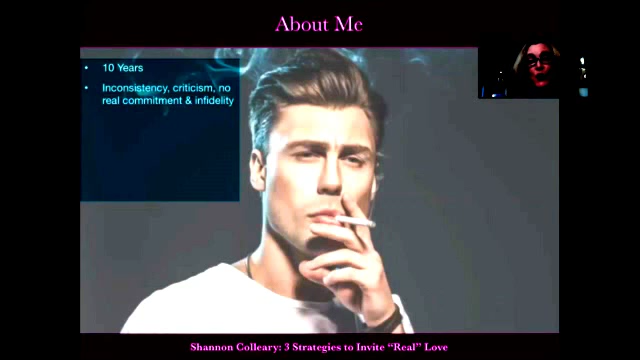 About Me
• 10 Years
• Inconsistency, criticism, no
real commitment & infidelity
Shannon Colleary: 3 Strategies to Invite “Real” Love